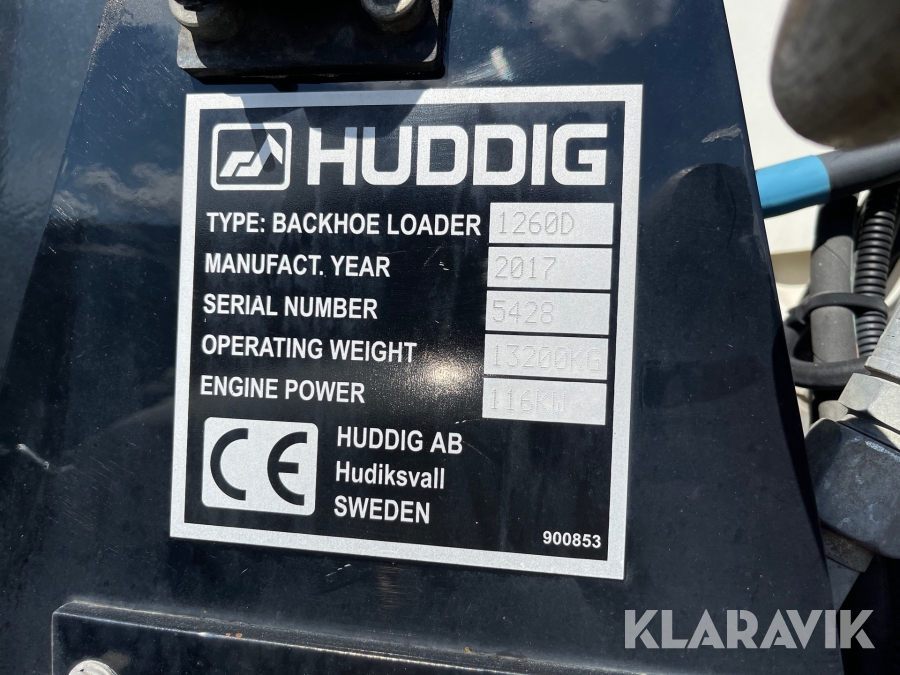 HUDDIG
TYPE: BACKHOE LOADER 1260D
MANUFACT. YEAR 2017
SERIAL NUMBER 5428
OPERATING WEIGHT 13200KG
ENGINE POWER 116KW
CE
HUDDIG AB
Hudiksvall
SWEDEN
900853
KLARAVIK